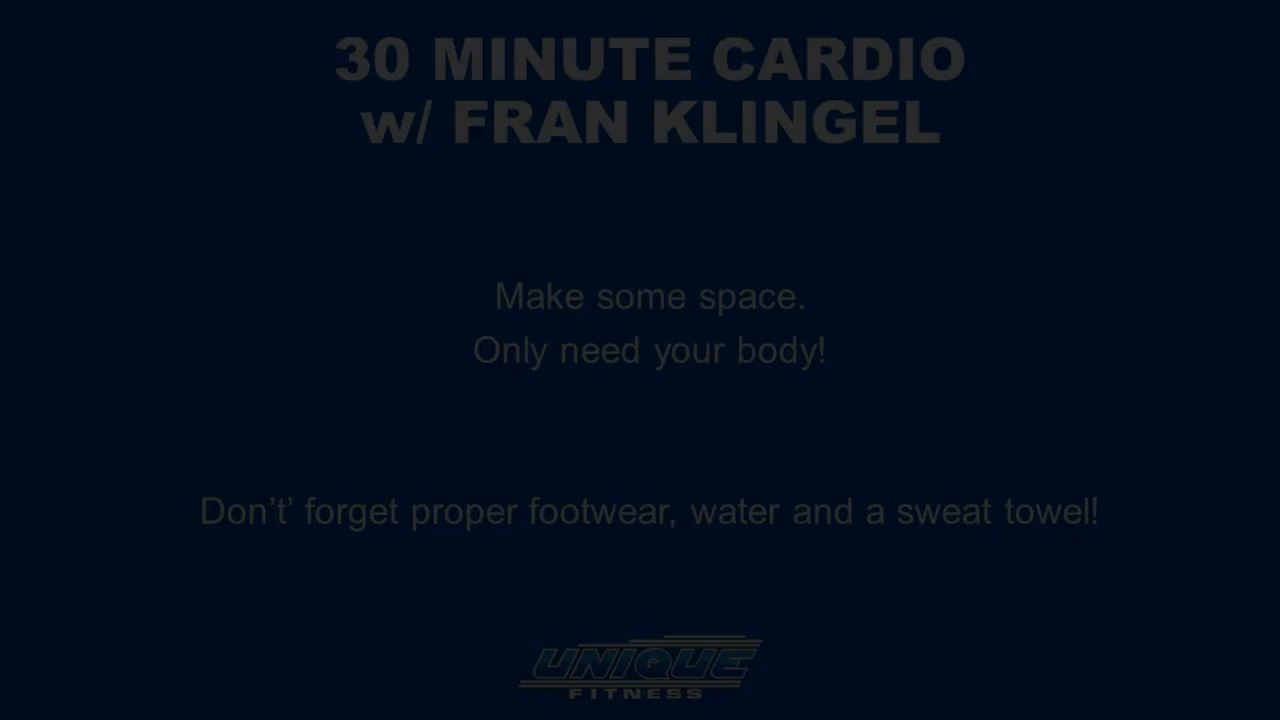 30 MINUTE CARDIO
w/ FRAN KLINGEL
Make some space.
Only need your body!
Don’t’ forget proper footwear, water and a sweat towel!
UNIQUE
FITNESS